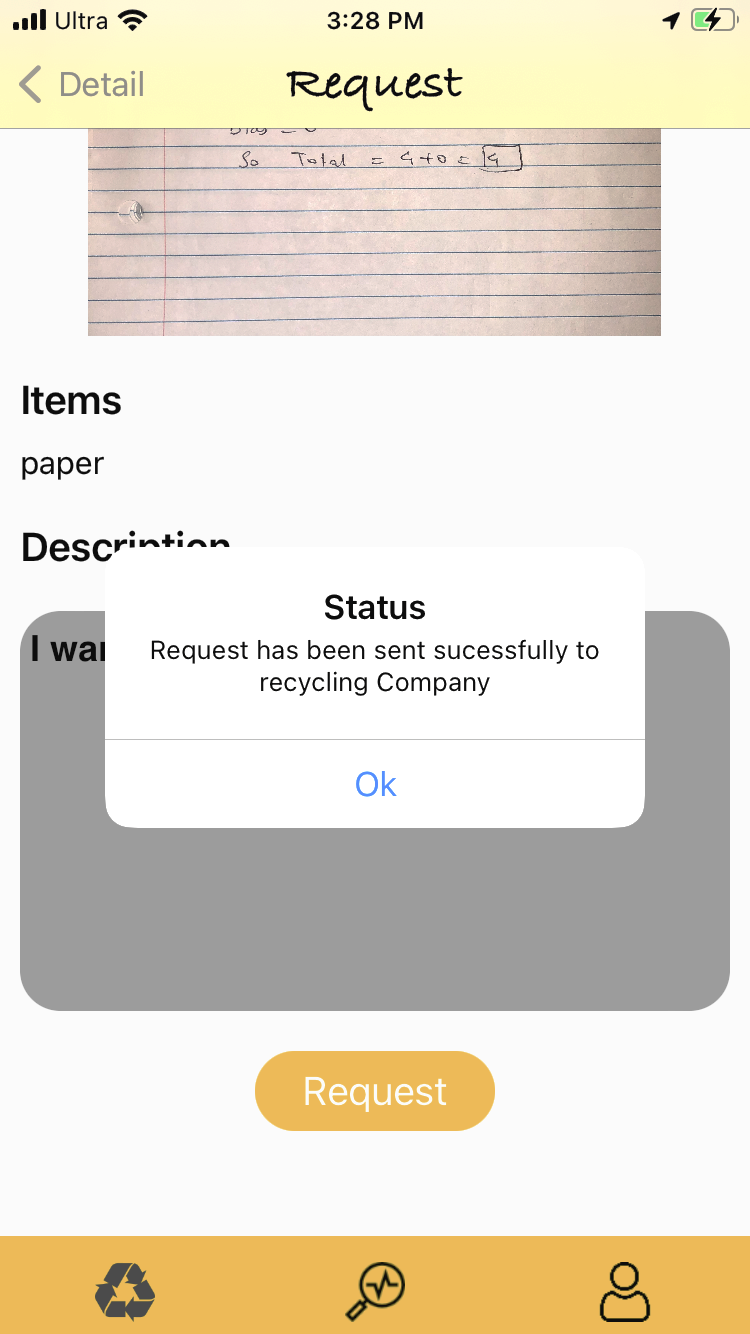 Ultra 3:28 PM
Detail Request
So Total = 4+0 = 4
Items
paper
Description
I wa
Status
Request has been sent sucessfully to
recycling Company
Ok
Request